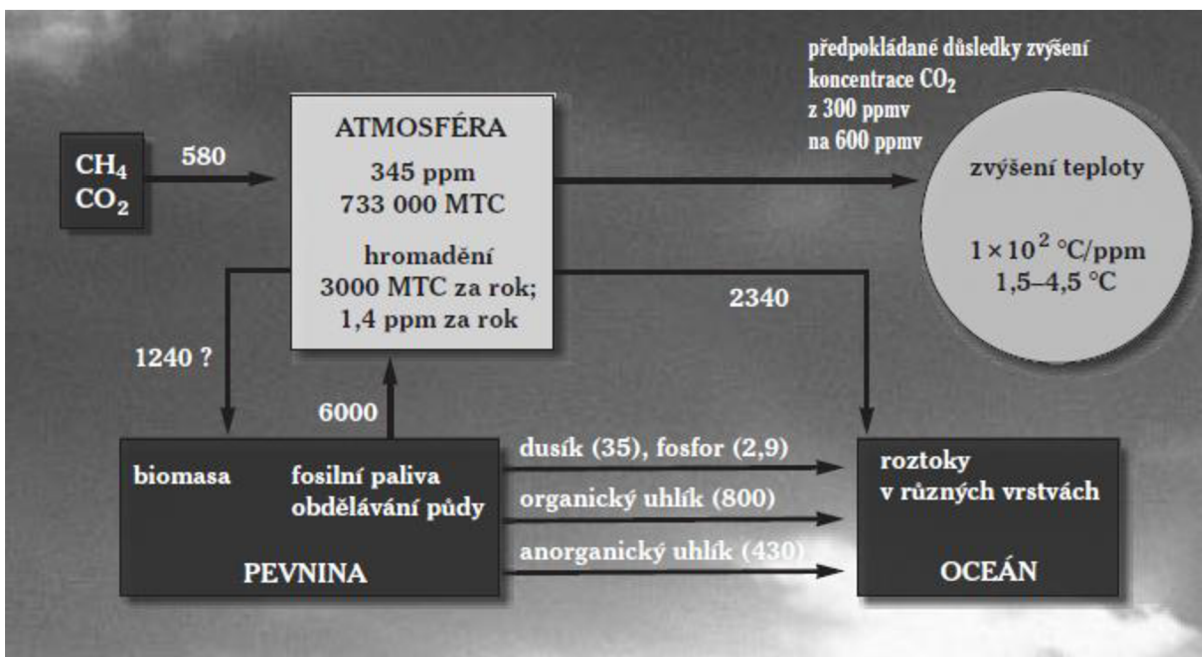 předpokládané důsledky zvýšení
koncentrace CO₂
z 300 ppmv
na 600 ppmv
CH₄
CO₂
580
ATMOSFÉRA
345 ppm
733 000 MTC
hromadění
3000 MTC za rok;
1,4 ppm za rok
zvýšení teploty
1 × 10² °C/ppm
1,5–4,5 °C
2340
1240 ?
6000
biomasa
fosilní paliva
obdělávání půdy
PEVNINA
dusík (35), fosfor (2,9)
organický uhlík (800)
anorganický uhlík (430)
roztoky
v různých vrstvách
OCEÁN